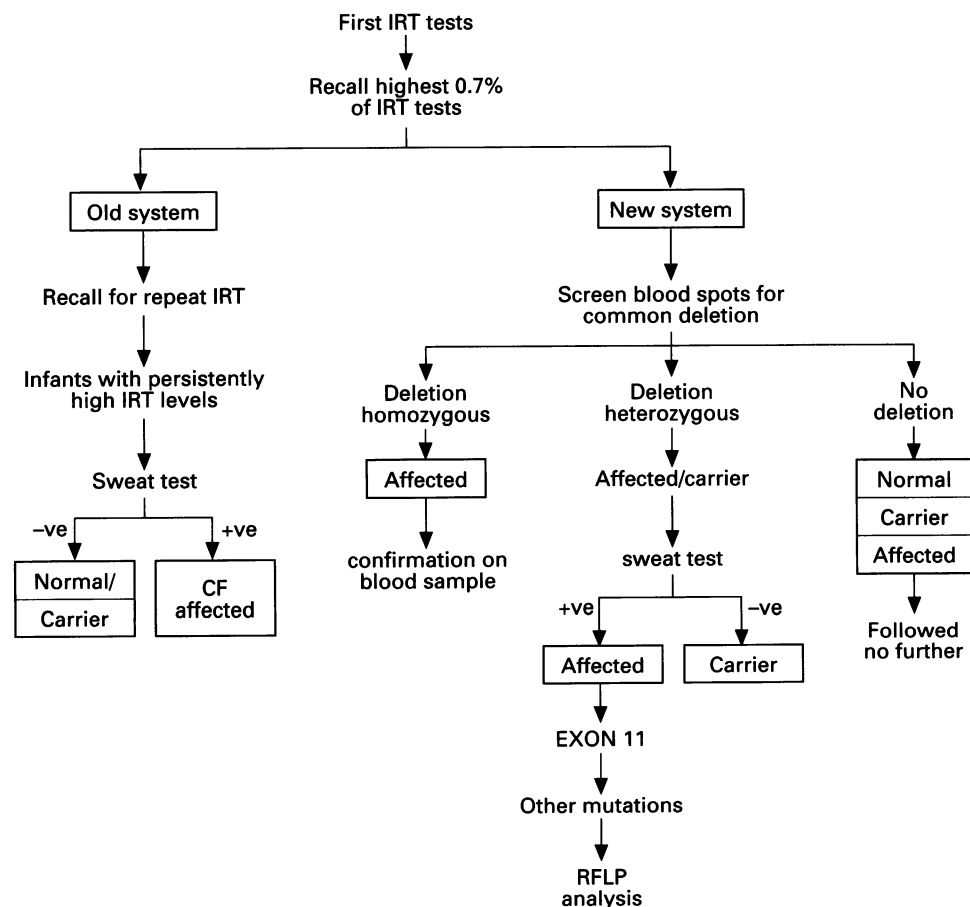 First IRT tests
Recall highest 0.7%
of IRT tests
Old system
Recall for repeat IRT
Infants with persistently
high IRT levels
Sweat test
–ve
+ve
Normal/
Carrier
CF
affected
New system
Screen blood spots for
common deletion
Deletion
homozygous
Affected
confirmation on
blood sample
Deletion
heterozygous
Affected/carrier
sweat test
+ve
–ve
Affected
Carrier
EXON 11
Other mutations
RFLP
analysis
No
deletion
Normal
Carrier
Affected
Followed
no further